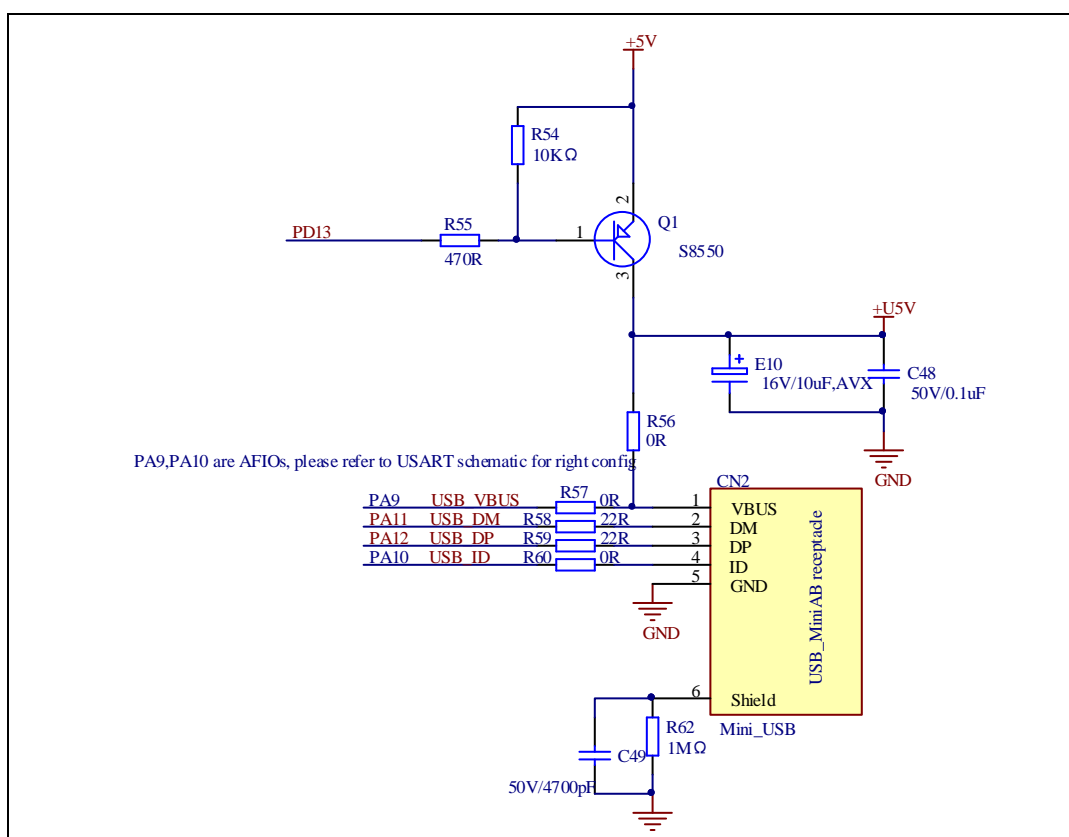 +5V
R54
10KΩ
2
Q1
PD13
R55
1
S8550
470R
3
+U5V
E10
16V/10uF,AVX
C48
50V/0.1uF
R56
0R
PA9,PA10 are AFIOs, please refer to USART schematic for right config
GND
CN2
PA9 USB_VBUS R57 0R 1 VBUS
PA11 USB_DM R58 22R 2 DM
PA12 USB_DP R59 22R 3 DP
PA10 USB_ID R60 0R 4 ID
5 GND
GND
USB_MiniAB receptacle
6 Shield
Mini_USB
R62
1MΩ
C49
50V/4700pF